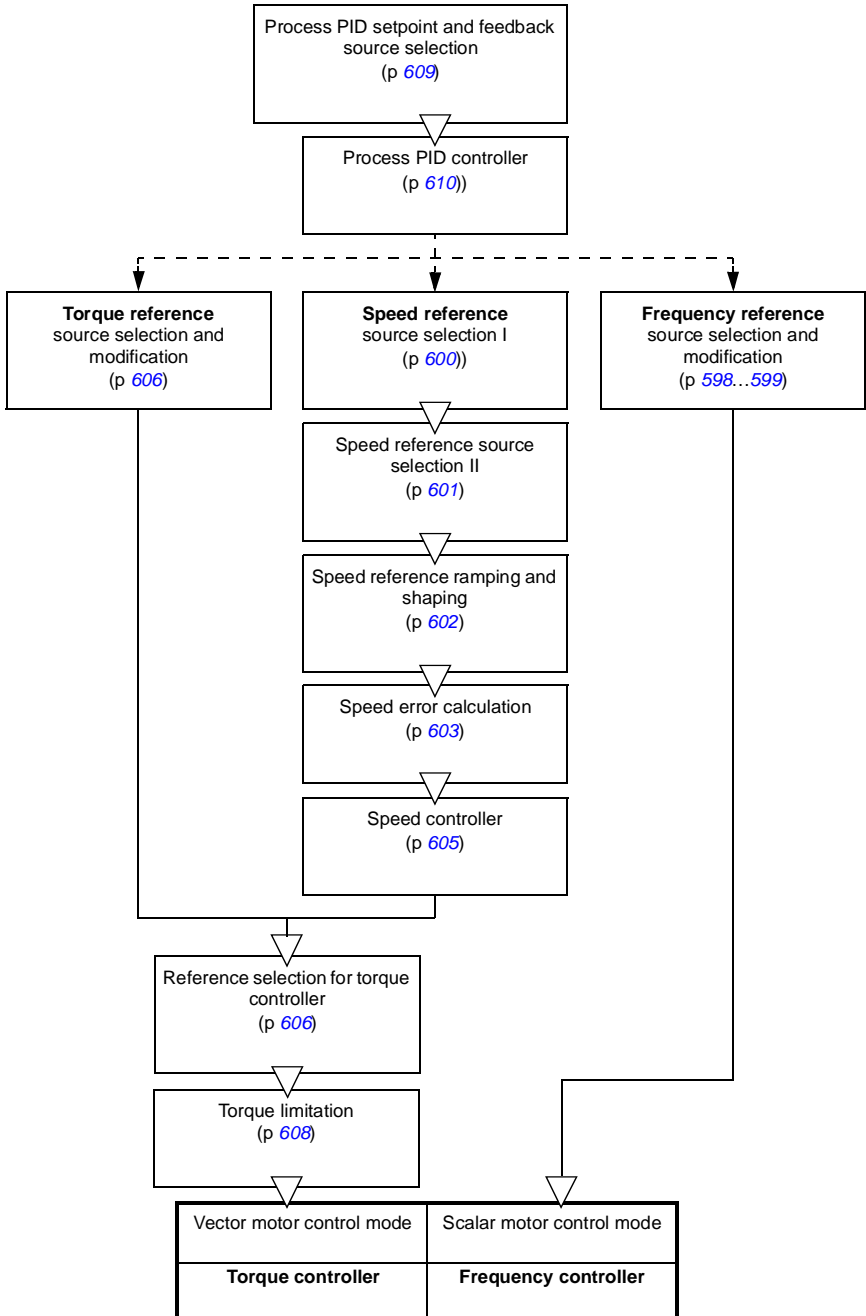 Process PID setpoint and feedback
source selection
(p 609)
Process PID controller
(p 610))
Torque reference
source selection and
modification
(p 606)
Speed reference
source selection I
(p 600))
Frequency reference
source selection and
modification
(p 598…599)
Speed reference source
selection II
(p 601)
Speed reference ramping and
shaping
(p 602)
Speed error calculation
(p 603)
Speed controller
(p 605)
Reference selection for torque
controller
(p 606)
Torque limitation
(p 608)
Vector motor control mode
Scalar motor control mode
Torque controller
Frequency controller